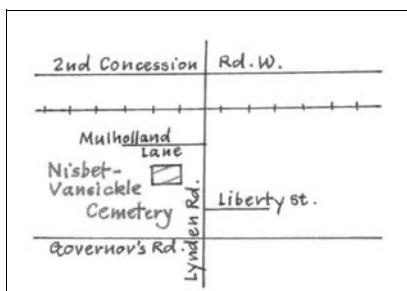 2nd Concession Rd. W.
Mulholland
Lane
Nisbet-
Vansickle
Cemetery
Lynden Rd.
Liberty St.
Governor's Rd.